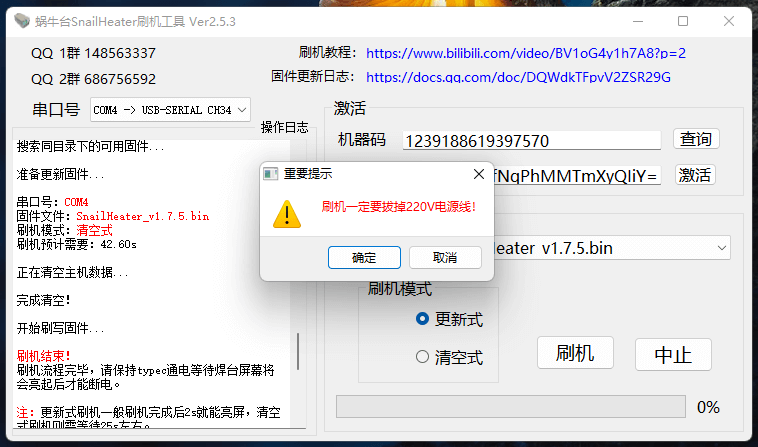 蜗牛台SnailHeater刷机工具 Ver2.5.3
QQ 1群 148563337
QQ 2群 686756592
刷机教程： https://www.bilibili.com/video/BV1oG4y1h7A8?p=2
固件更新日志： https://docs.qq.com/doc/DQWdkTFpvV2ZSR29G
串口号
COM4 -> USB-SERIAL CH34
操作日志
搜索同目录下的可用固件...
准备更新固件...
串口号：COM4
固件文件：SnailHeater_v1.7.5.bin
刷机模式：清空式
刷机预计需要：42.60s
正在清空主机数据...
完成清空！
开始刷写固件...
刷机结束！
刷机流程完毕，请保持typec通电等待焊台屏幕将
会亮起后才能断电。
注：更新式刷机一般刷机完成后2s就能亮屏，清空
式刷机则需等待25s左右。
激活
机器码
1239188619397570
查询
fNqPhMMTmXyQIiY=
激活
重要提示
刷机一定要拔掉220V电源线！
确定
取消
eater_v1.7.5.bin
刷机模式
更新式
清空式
刷机
中止
0%